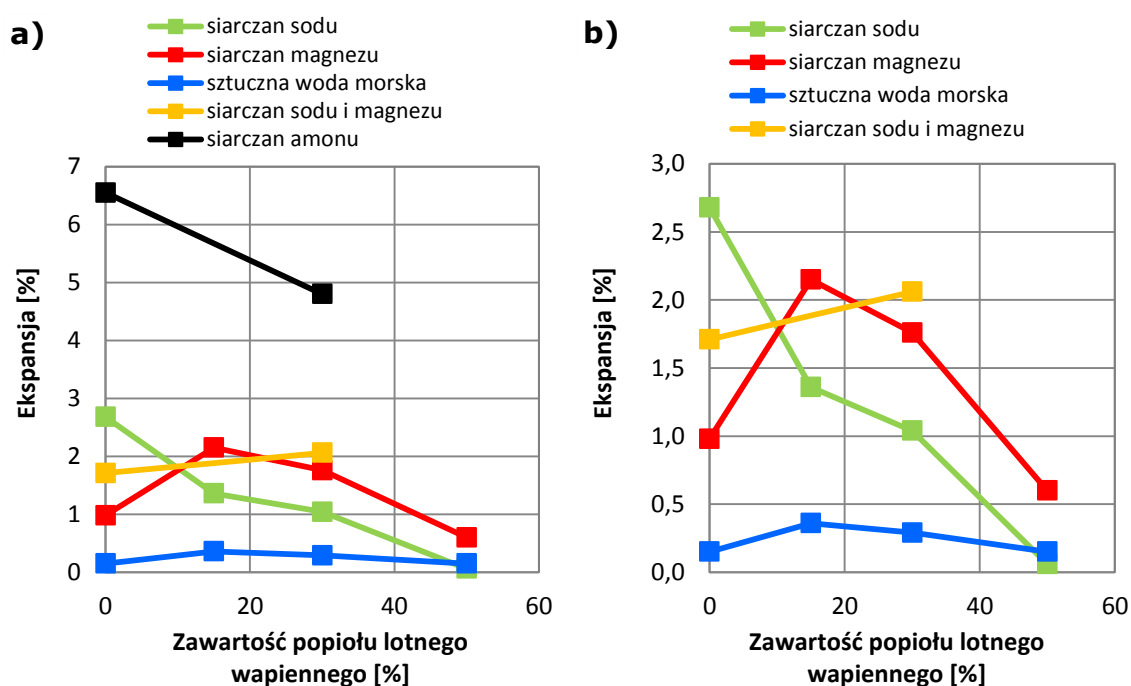 a)
siarczan sodu
siarczan magnezu
sztuczna woda morska
siarczan sodu i magnezu
siarczan amonu
7
6
5
4
3
2
1
0
Ekspansja [%]
0 20 40 60
Zawartość popiołu lotnego
wapiennego [%]
b)
siarczan sodu
siarczan magnezu
sztuczna woda morska
siarczan sodu i magnezu
3,0
2,5
2,0
1,5
1,0
0,5
0,0
Ekspansja [%]
0 20 40 60
Zawartość popiołu lotnego
wapiennego [%]